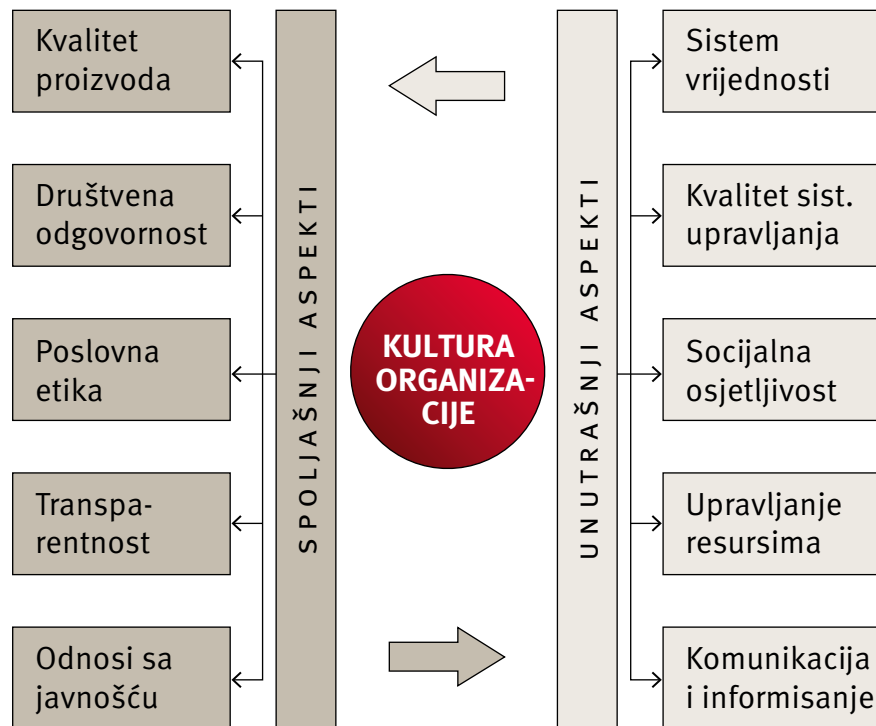 Kvalitet
proizvoda
Društvena
odgovornost
Poslovna
etika
Transpa-
rentnost
Odnosi sa
javnošću
SPOLJAŠNJI ASPEKTI
KULTURA
ORGANIZA-
CIJE
UNUTRAŠNJI ASPEKTI
Sistem
vrijednosti
Kvalitet sist.
upravljanja
Socijalna
osjetljivost
Upravljanje
resursima
Komunikacija
i informisanje